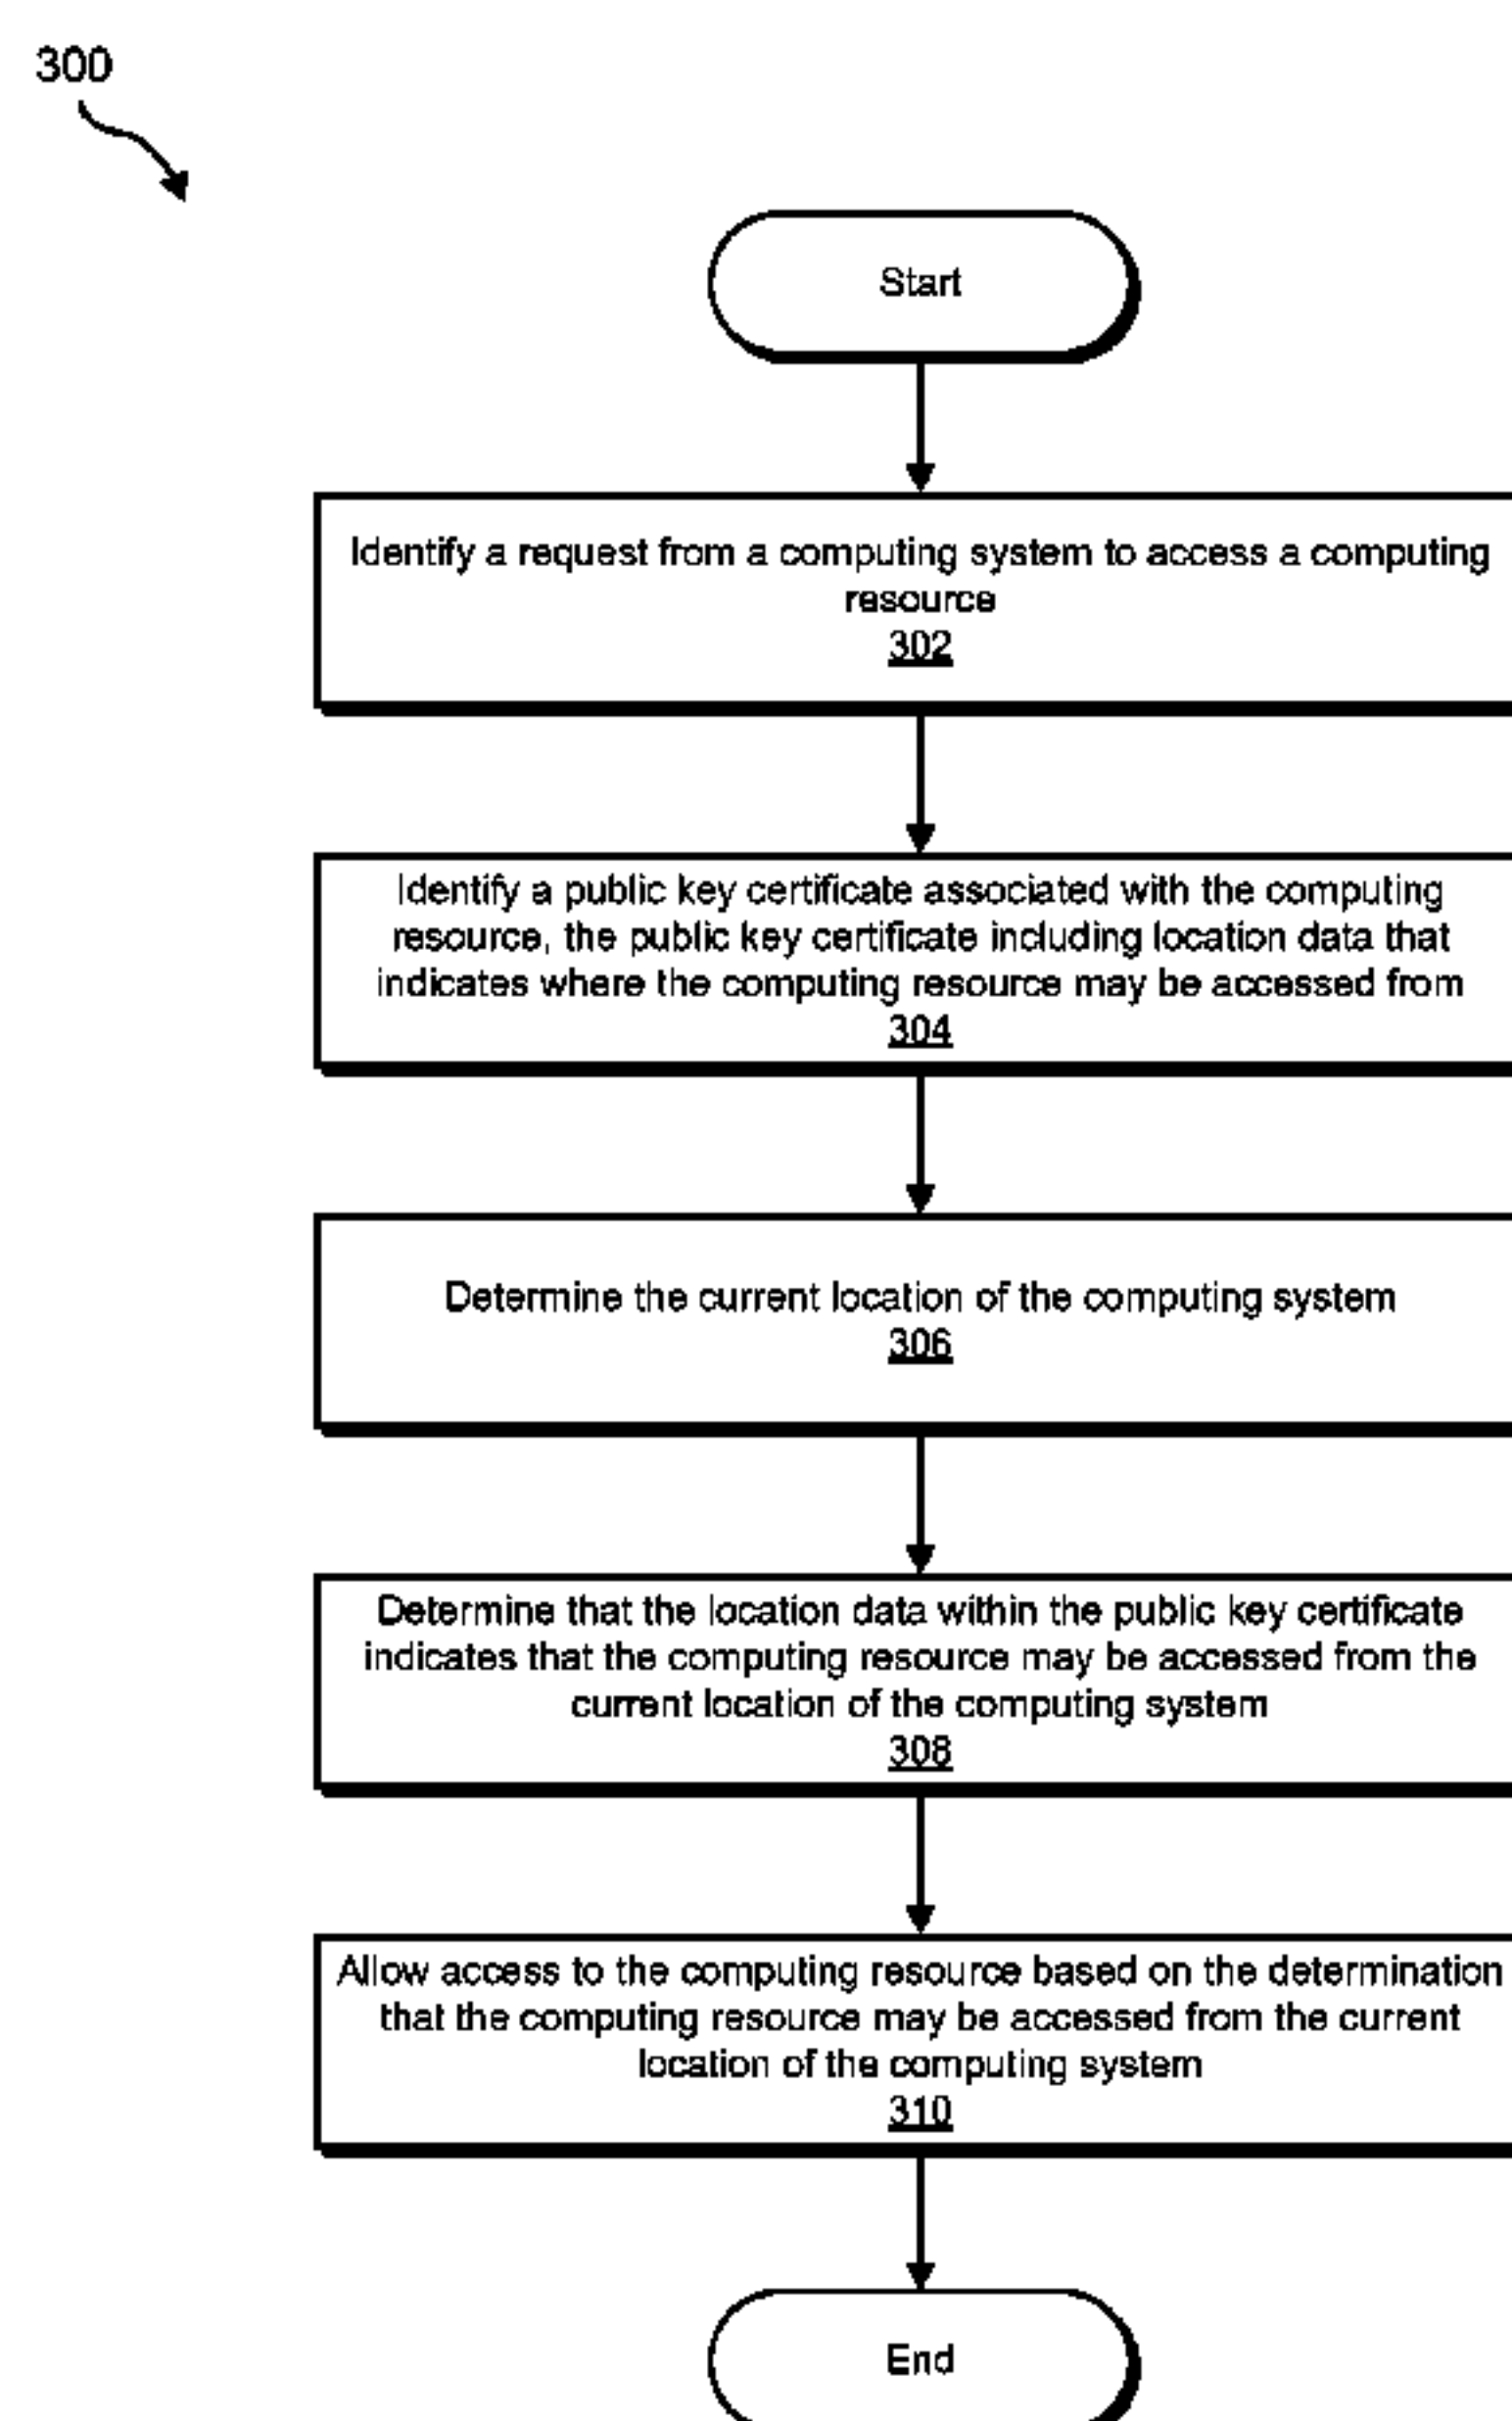 300
Start
Identify a request from a computing system to access a computing
resource
302
Identify a public key certificate associated with the computing
resource, the public key certificate including location data that
indicates where the computing resource may be accessed from
304
Determine the current location of the computing system
306
Determine that the location data within the public key certificate
indicates that the computing resource may be accessed from the
current location of the computing system
308
Allow access to the computing resource based on the determination
that the computing resource may be accessed from the current
location of the computing system
310
End